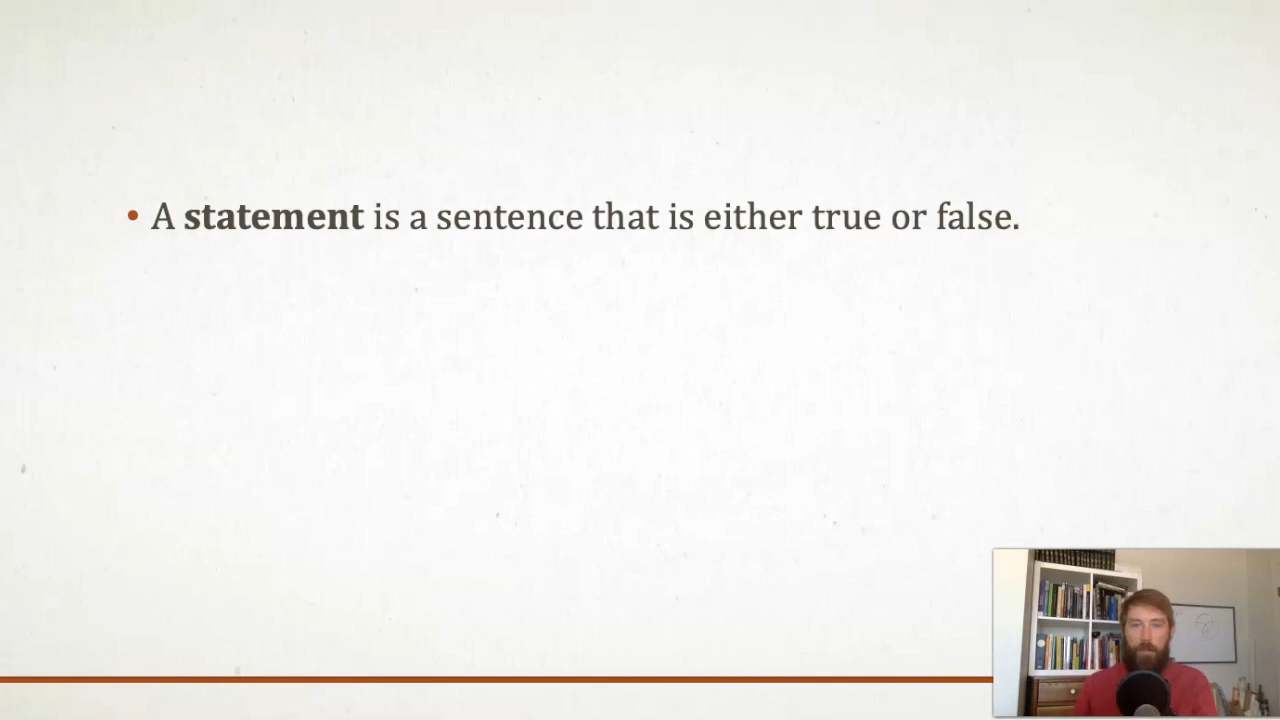 • A statement is a sentence that is either true or false.